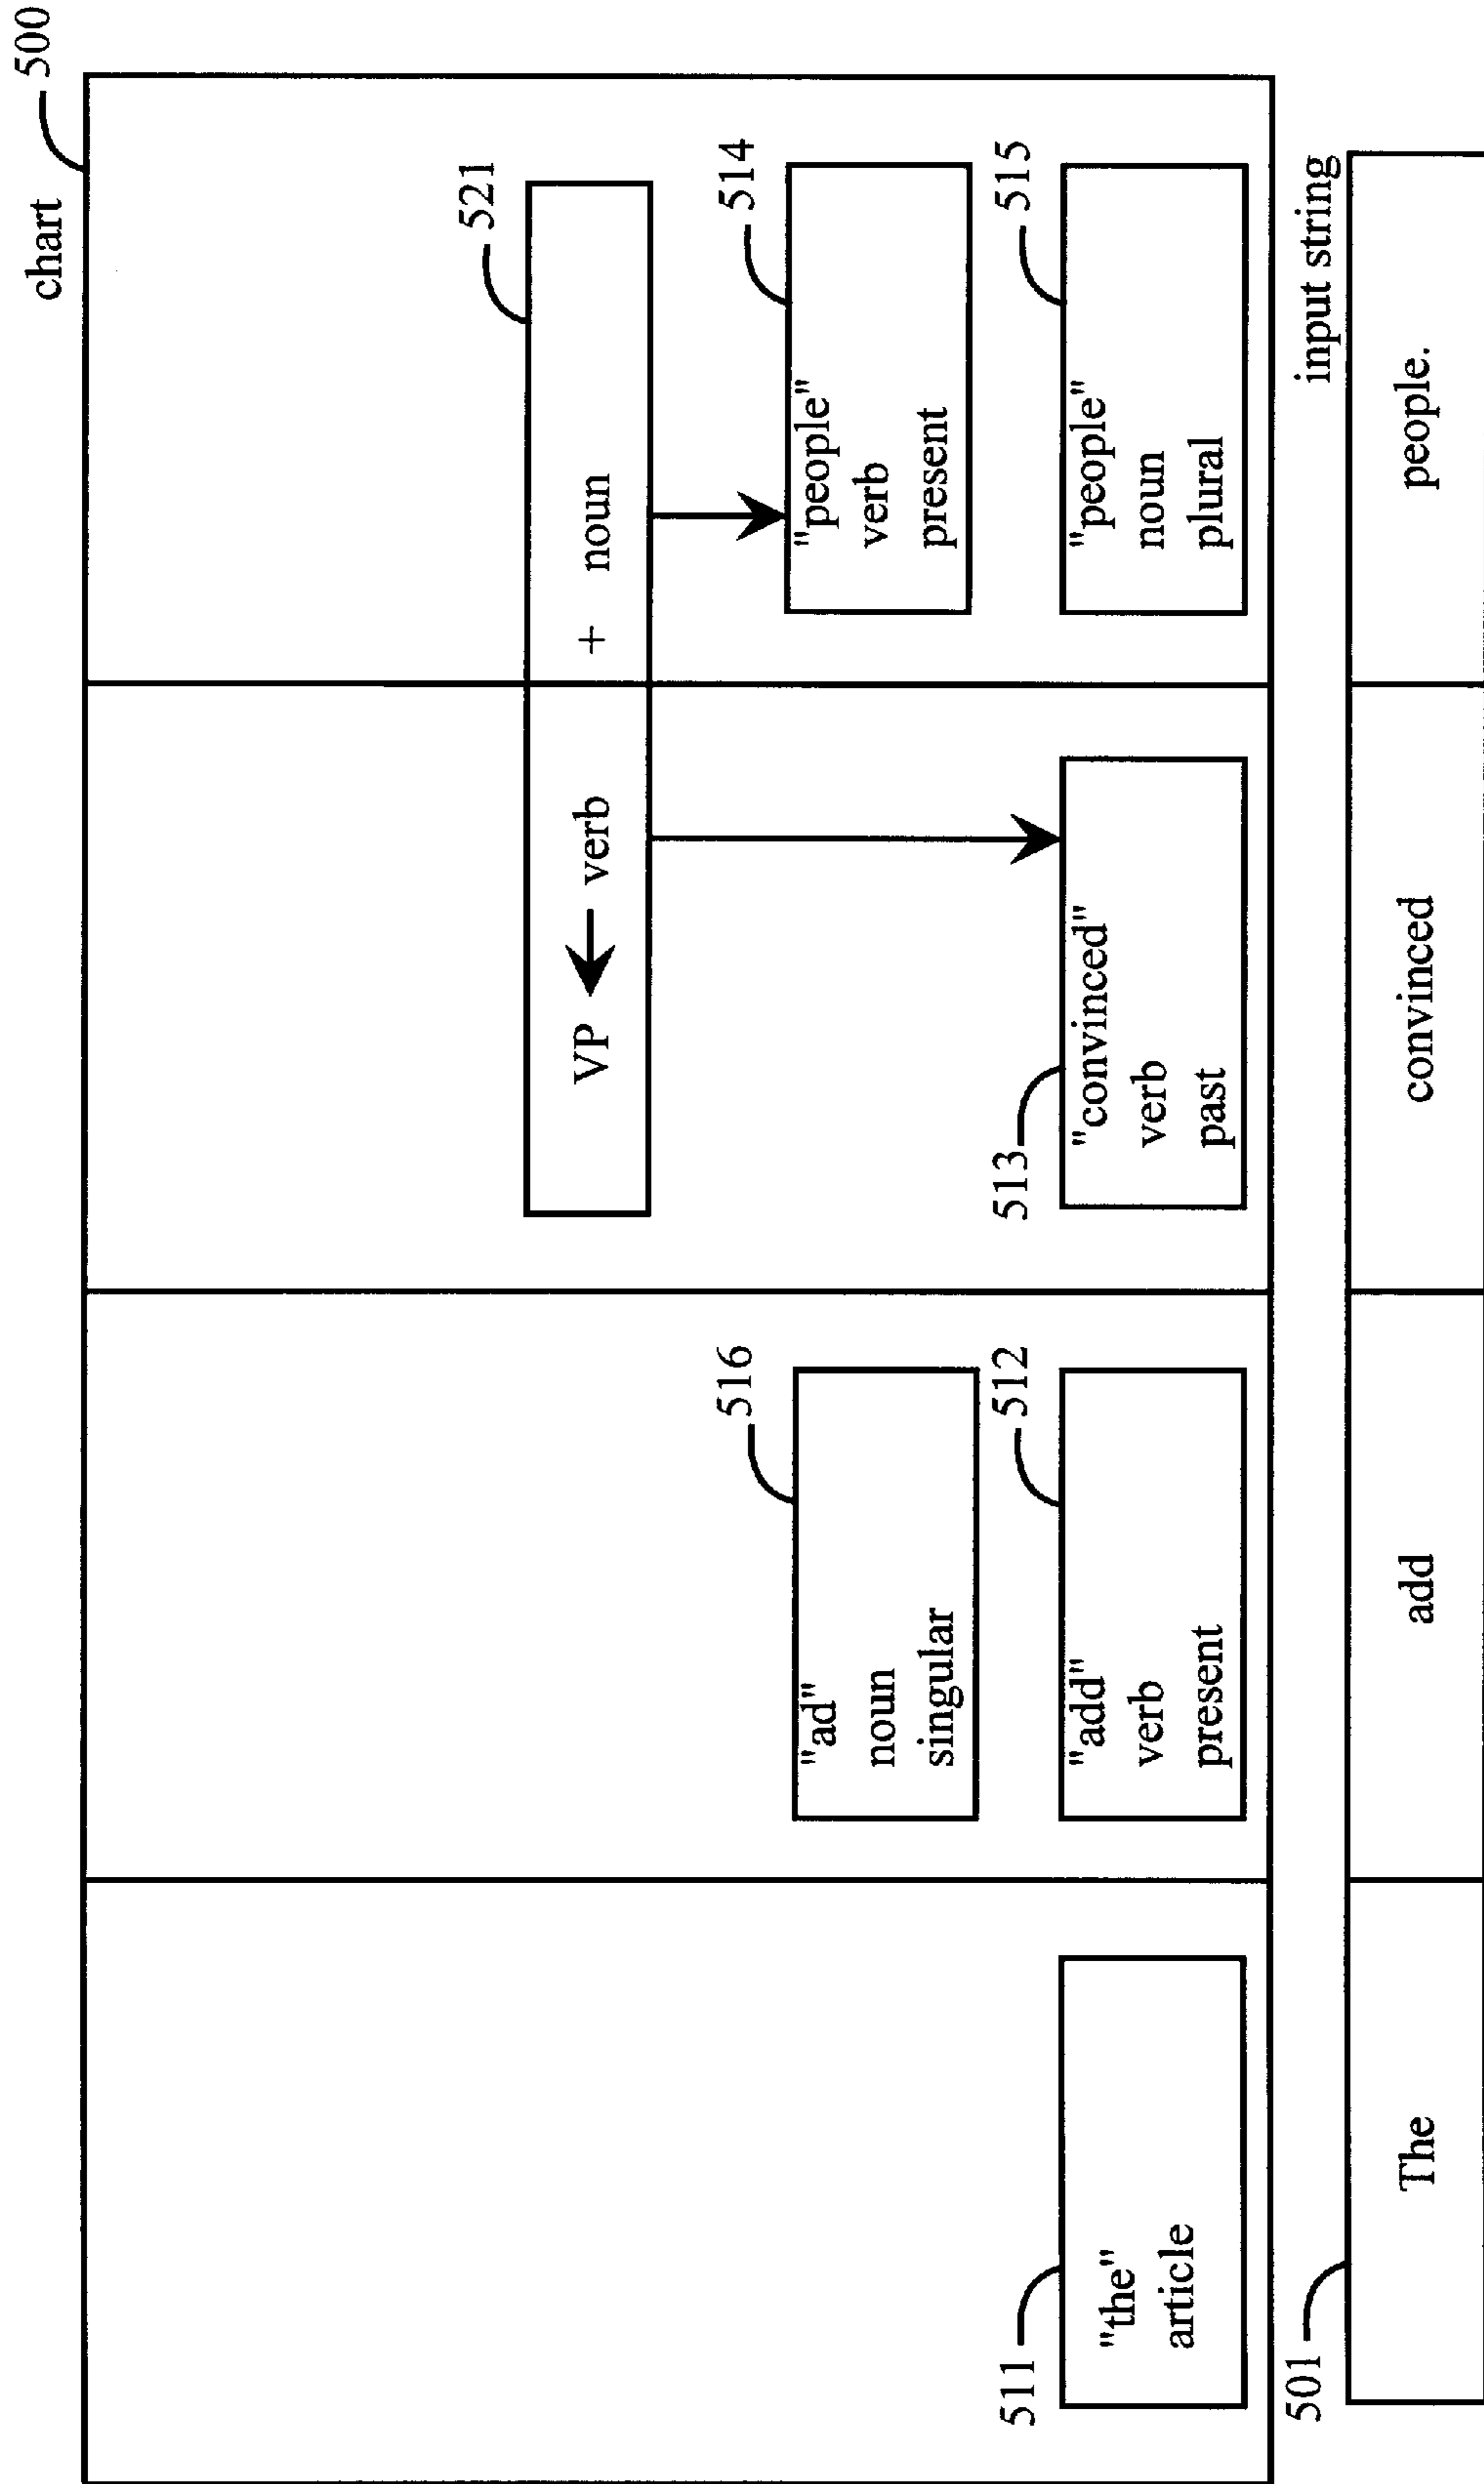 chart 500
521
VP ← verb + noun
516
514
"ad"
noun
singular
"people"
verb
present
511
512
513
515
"the"
article
"add"
verb
present
"convinced"
verb
past
"people"
noun
plural
501
input string
The add convinced people.